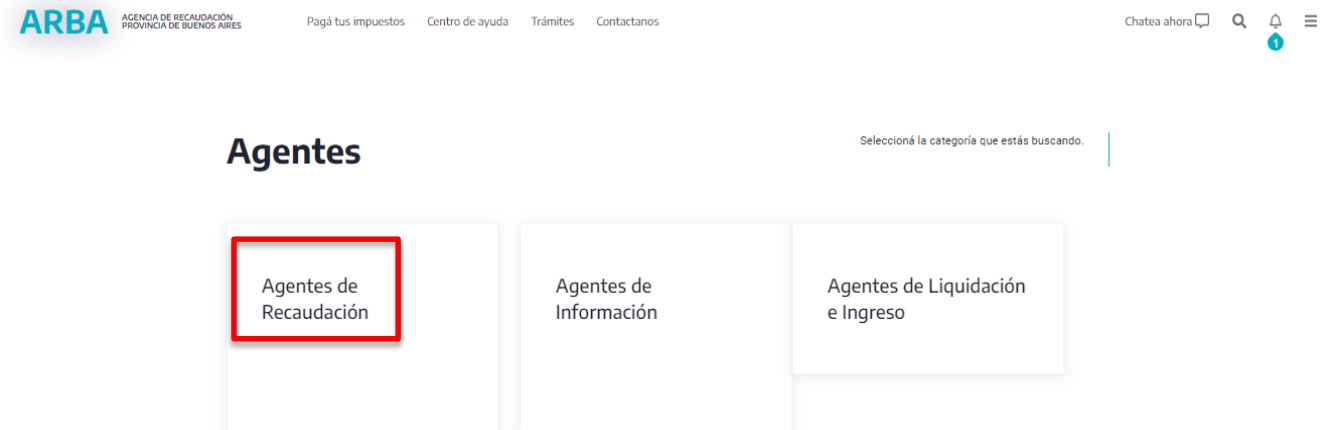 ARBA
AGENCIA DE RECAUDACIÓN
PROVINCIA DE BUENOS AIRES
Pagá tus impuestos
Centro de ayuda
Trámites
Contactanos
Chatea ahora
1
Agentes
Seleccioná la categoría que estás buscando.
Agentes de
Recaudación
Agentes de
Información
Agentes de Liquidación
e Ingreso